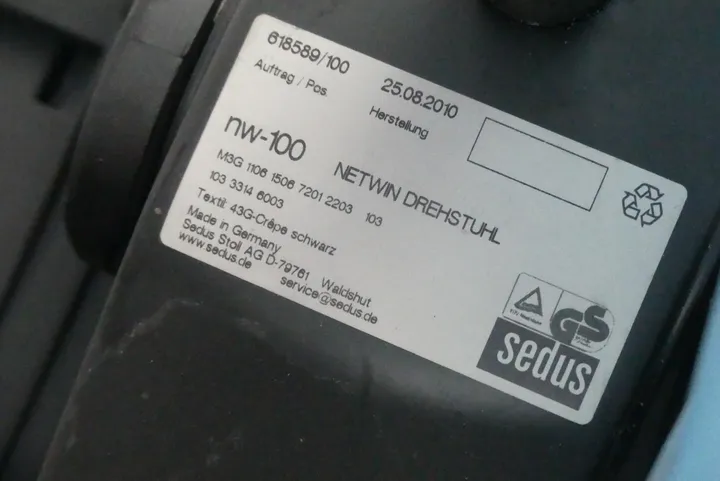 618589/100 25.08.2010
Auftrag / Pos. Herstellung
nw-100 NETWIN DREHSTUHL
M3G 1106 1506 7201 2203 103
103 3314 6003
Textil: 43G-Crêpe schwarz
Made in Germany
Sedus Stoll AG D-79761 Waldshut
www.sedus.de service@sedus.de
GS
sedus